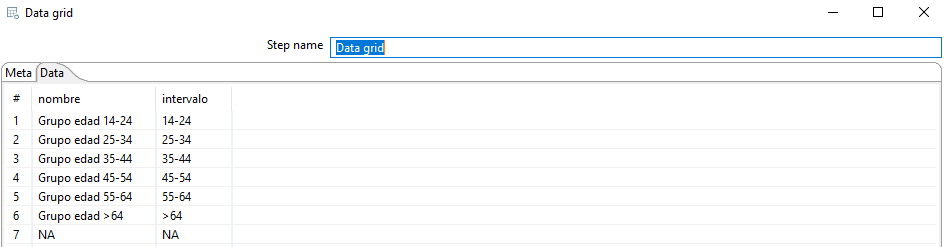 Data grid
Step name Data grid
Meta Data
# nombre intervalo
1 Grupo edad 14-24 14-24
2 Grupo edad 25-34 25-34
3 Grupo edad 35-44 35-44
4 Grupo edad 45-54 45-54
5 Grupo edad 55-64 55-64
6 Grupo edad >64 >64
7 NA NA